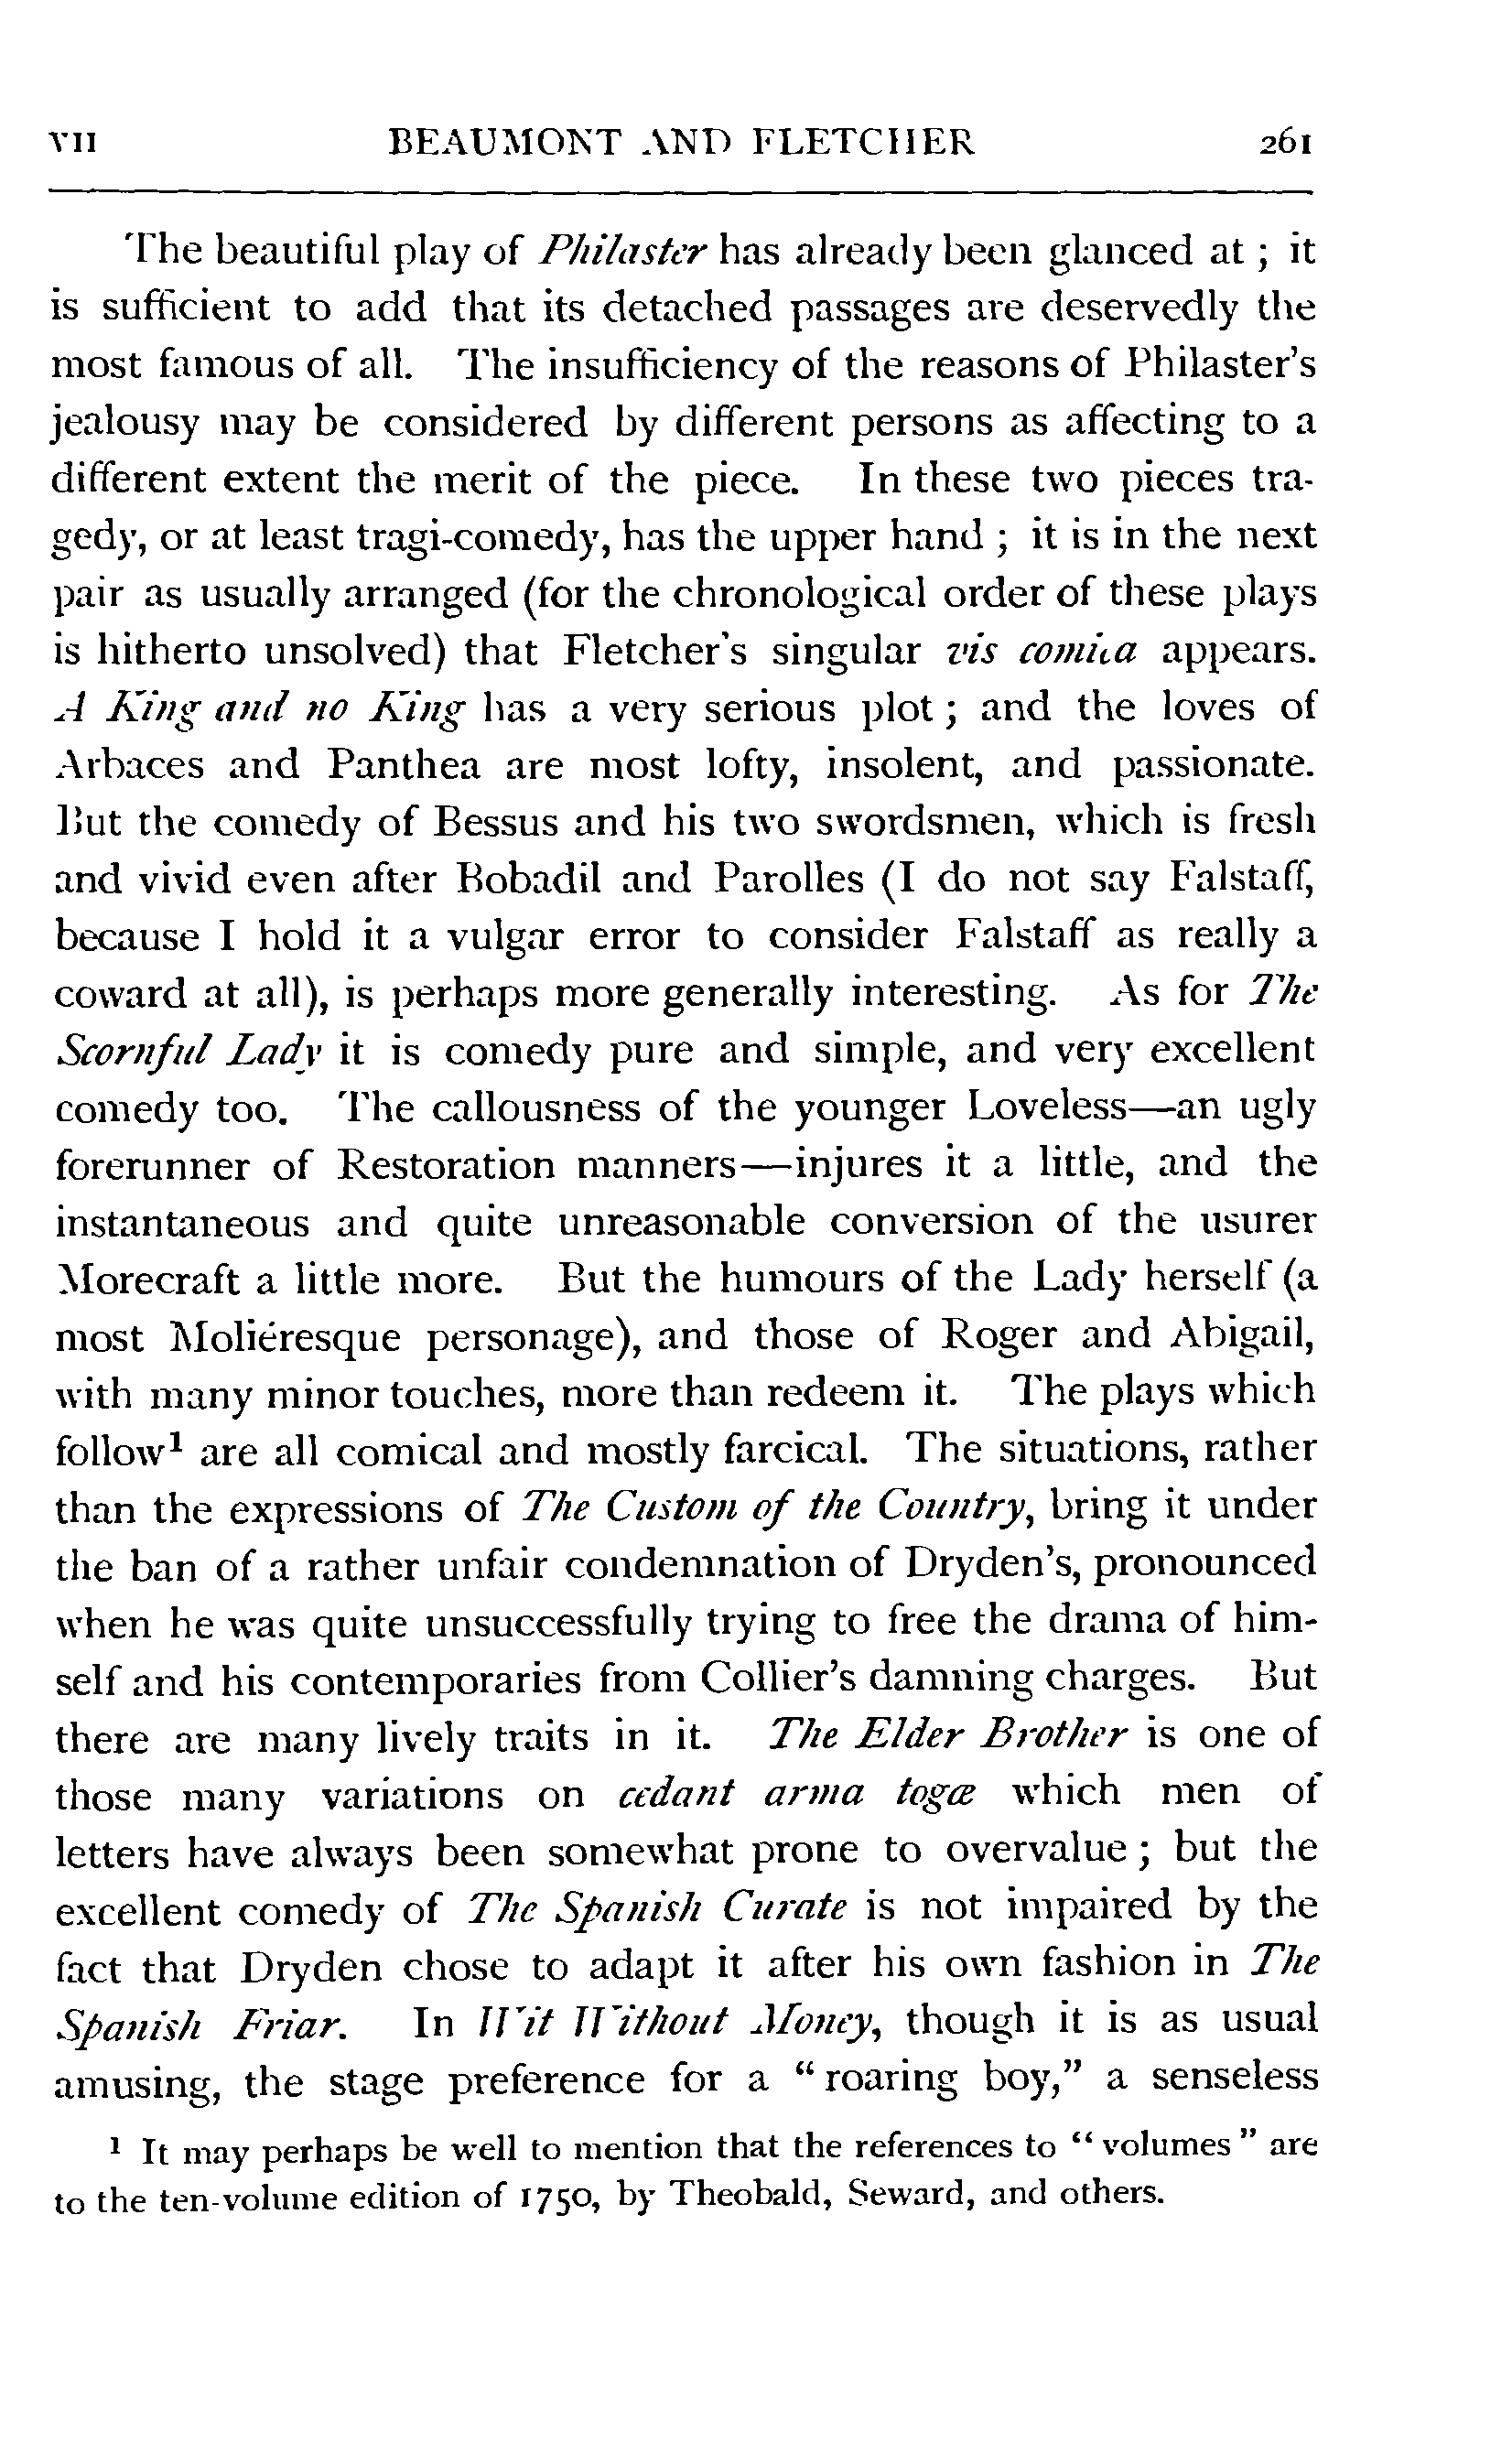 VII BEAUMONT AND FLETCHER 261
The beautiful play of Philaster has already been glanced at ; it
is sufficient to add that its detached passages are deservedly the
most famous of all. The insufficiency of the reasons of Philaster's
jealousy may be considered by different persons as affecting to a
different extent the merit of the piece. In these two pieces tra-
gedy, or at least tragi-comedy, has the upper hand ; it is in the next
pair as usually arranged (for the chronological order of these plays
is hitherto unsolved) that Fletcher's singular vis comica appears.
A King and no King has a very serious plot ; and the loves of
Arbaces and Panthea are most lofty, insolent, and passionate.
But the comedy of Bessus and his two swordsmen, which is fresh
and vivid even after Bobadil and Parolles (I do not say Falstaff,
because I hold it a vulgar error to consider Falstaff as really a
coward at all), is perhaps more generally interesting. As for The
Scornful Lady it is comedy pure and simple, and very excellent
comedy too. The callousness of the younger Loveless—an ugly
forerunner of Restoration manners—injures it a little, and the
instantaneous and quite unreasonable conversion of the usurer
Morecraft a little more. But the humours of the Lady herself (a
most Moliéresque personage), and those of Roger and Abigail,
with many minor touches, more than redeem it. The plays which
follow¹ are all comical and mostly farcical. The situations, rather
than the expressions of The Custom of the Country, bring it under
the ban of a rather unfair condemnation of Dryden's, pronounced
when he was quite unsuccessfully trying to free the drama of him-
self and his contemporaries from Collier's damning charges. But
there are many lively traits in it. The Elder Brother is one of
those many variations on cedant arma togæ which men of
letters have always been somewhat prone to overvalue ; but the
excellent comedy of The Spanish Curate is not impaired by the
fact that Dryden chose to adapt it after his own fashion in The
Spanish Friar. In Wit Without Money, though it is as usual
amusing, the stage preference for a "roaring boy," a senseless
¹ It may perhaps be well to mention that the references to "volumes" are
to the ten-volume edition of 1750, by Theobald, Seward, and others.